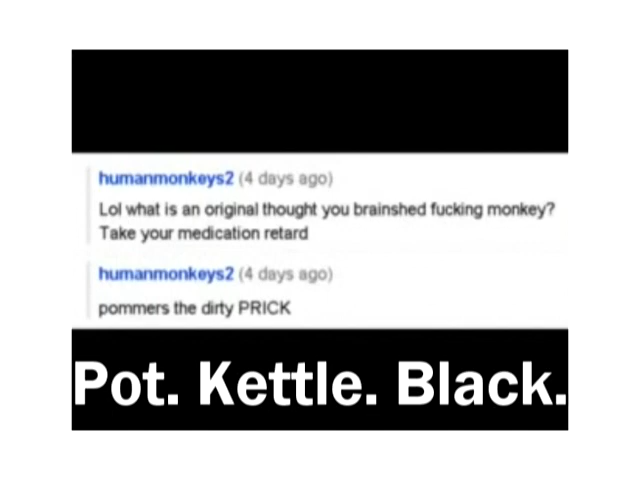 humanmonkeys2 (4 days ago)
Lol what is an original thought you brainshed fucking monkey?
Take your medication retard
humanmonkeys2 (4 days ago)
pommers the dirty PRICK
Pot. Kettle. Black.